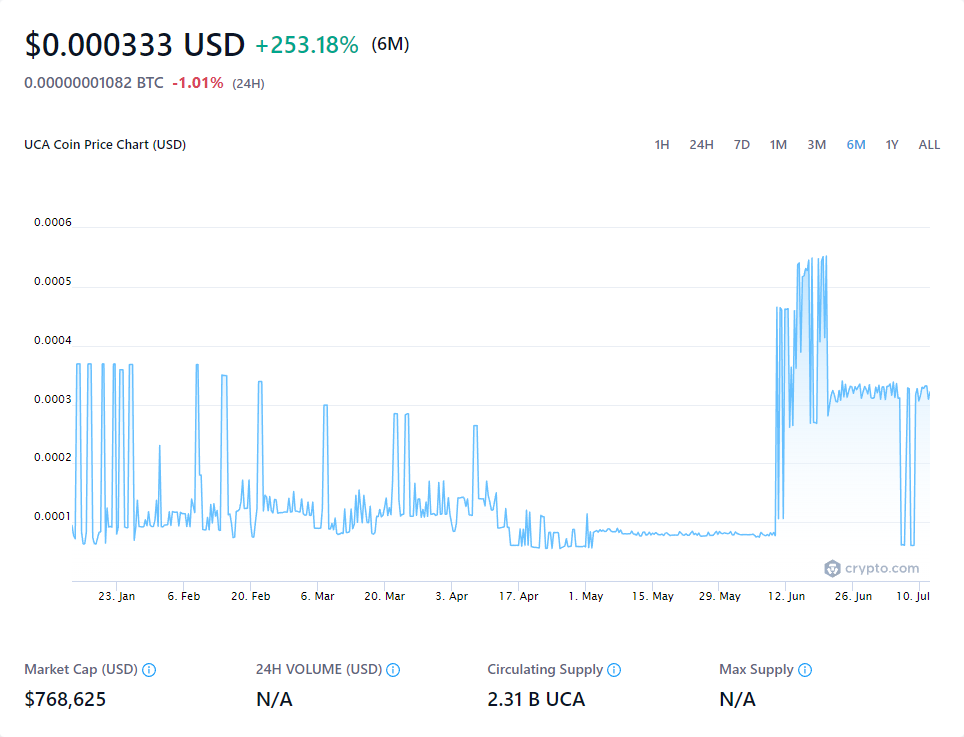 $0.000333 USD +253.18% (6M)
0.00000001082 BTC -1.01% (24H)
UCA Coin Price Chart (USD) 1H 24H 7D 1M 3M 6M 1Y ALL
0.0006
0.0005
0.0004
0.0003
0.0002
0.0001
crypto.com
23. Jan 6. Feb 20. Feb 6. Mar 20. Mar 3. Apr 17. Apr 1. May 15. May 29. May 12. Jun 26. Jun 10. Jul
Market Cap (USD) 24H VOLUME (USD) Circulating Supply Max Supply
$768,625 N/A 2.31 B UCA N/A